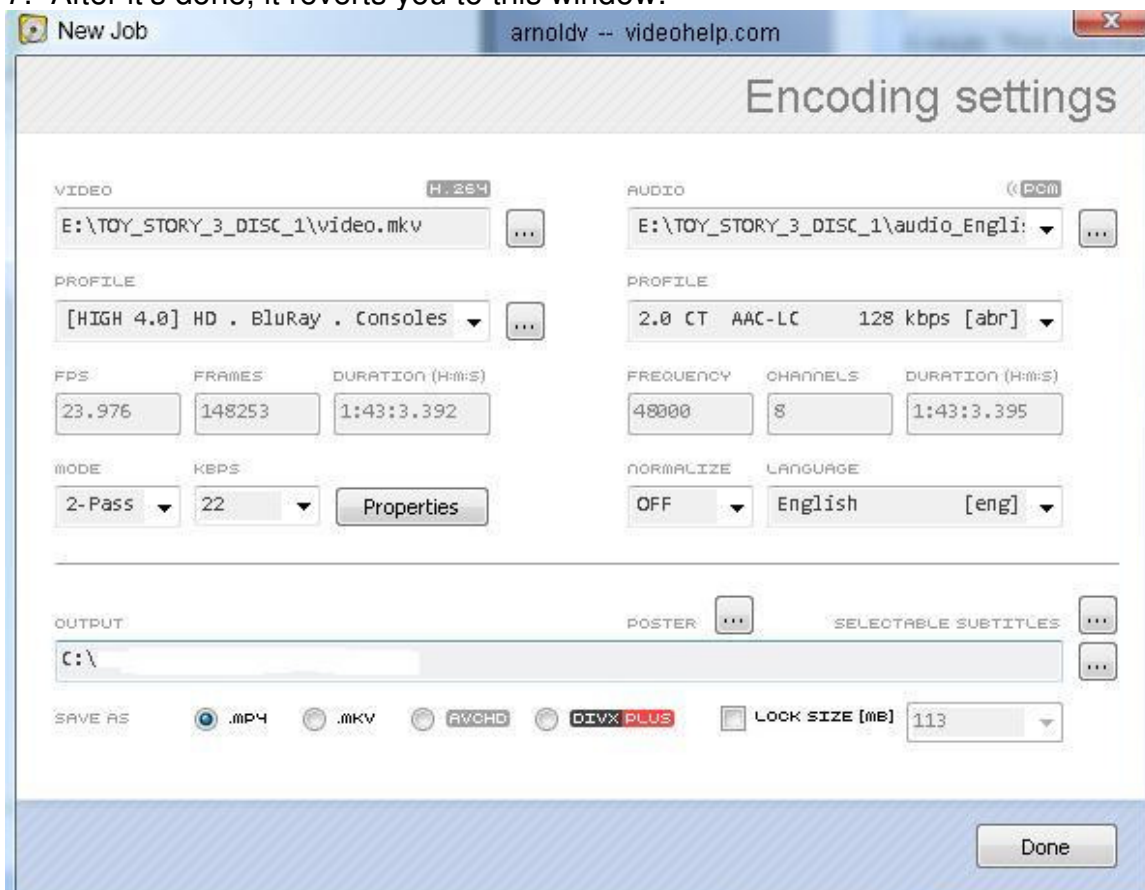 7. After it's done, it reverts you to this window.
New Job
arnoldv -- videohelp.com
Encoding settings
VIDEO H.264
E:\TOY_STORY_3_DISC_1\video.mkv ...
PROFILE
[HIGH 4.0] HD . BluRay . Consoles ...
FPS FRAMES DURATION (H:m:S)
23.976 148253 1:43:3.392
MODE KBPS
2-Pass 22 Properties
AUDIO PCM
E:\TOY_STORY_3_DISC_1\audio_Engli ...
PROFILE
2.0 CT AAC-LC 128 kbps [abr]
FREQUENCY CHANNELS DURATION (H:m:S)
48000 8 1:43:3.395
NORMALIZE LANGUAGE
OFF English [eng]
OUTPUT POSTER ... SELECTABLE SUBTITLES ...
C:\ ...
SAVE AS .MP4 .MKV AVCHD DIVX PLUS LOCK SIZE [MB] 113
Done